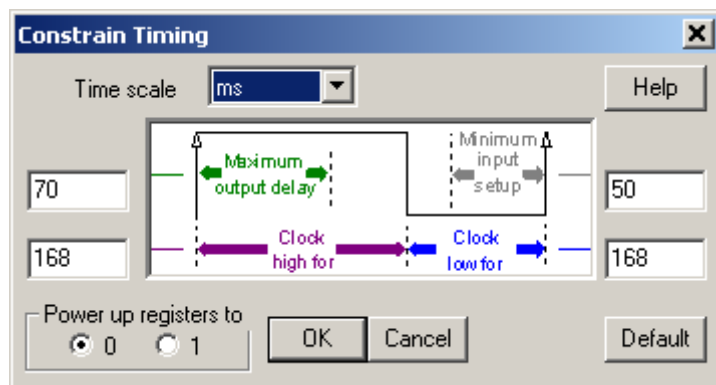 Constrain Timing
Time scale
ms
Help
Maximum
output delay
Minimum
input
setup
70
50
Clock
high for
Clock
low for
168
168
Power up registers to
0
1
OK
Cancel
Default